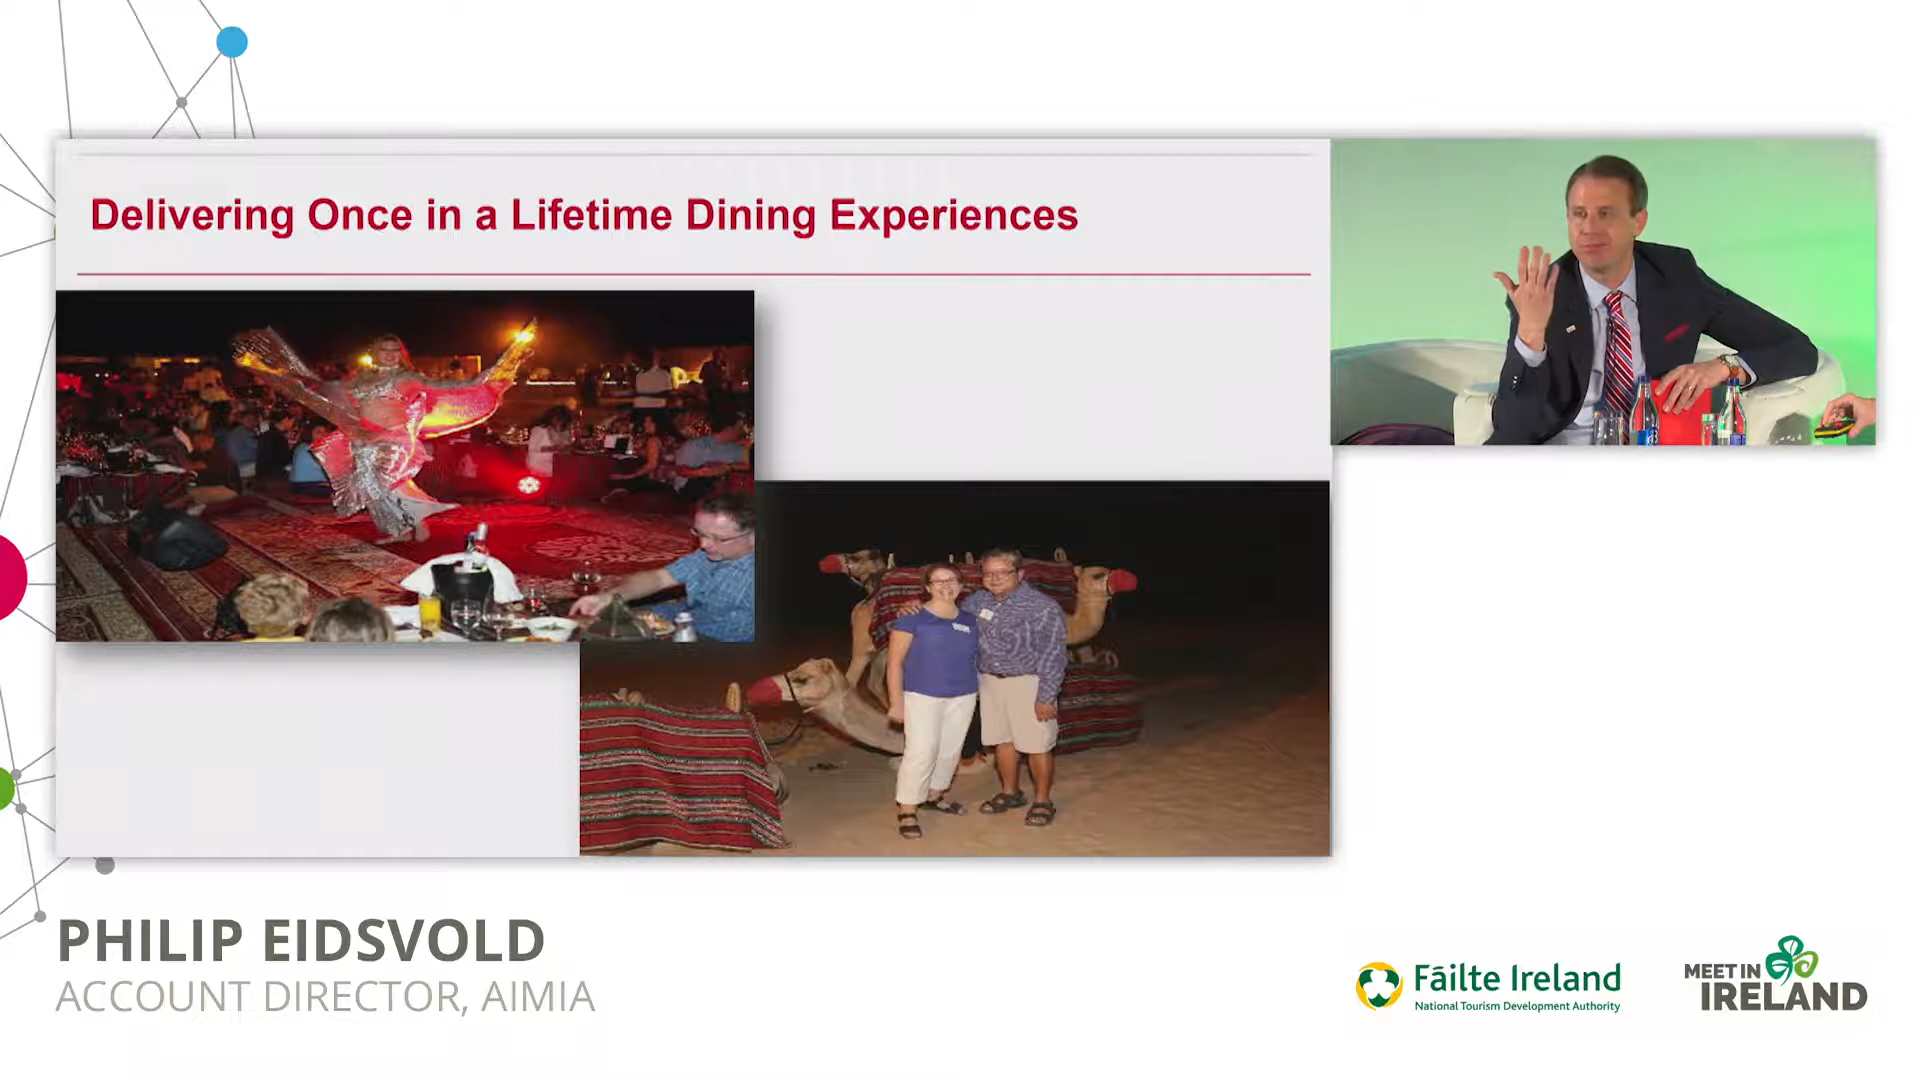 Delivering Once in a Lifetime Dining Experiences
PHILIP EIDSVOLD
ACCOUNT DIRECTOR, AIMIA
Fāilte Ireland
National Tourism Development Authority
MEET IN
IRELAND